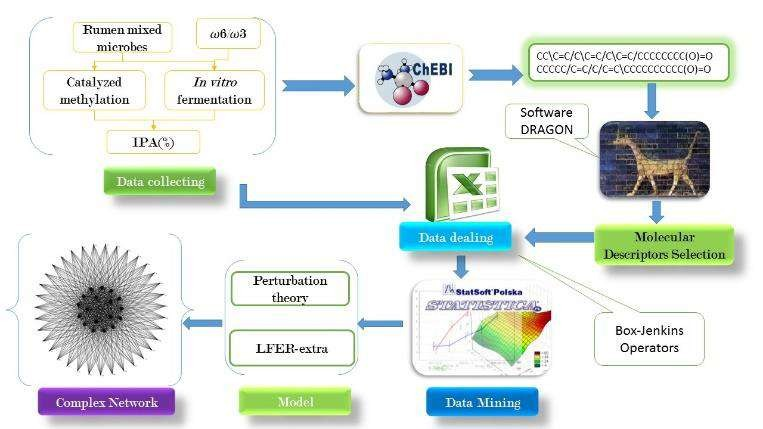 Rumen mixed
microbes
ω6/ω3
Catalyzed
methylation
In vitro
fermentation
IPA(%)
Data collecting
ChEBI
CC\C=C/C\C=C/C\C=C/CCCCCCCC(O)=O
CCCCC/C=C/C/=C\CCCCCCCCCC(O)=O
Software
DRAGON
Molecular
Descriptors Selection
Data dealing
Box-Jenkins
Operators
StatSoft Polska
STATISTICA
Data Mining
Perturbation
theory
LFER-extra
Model
Complex Network